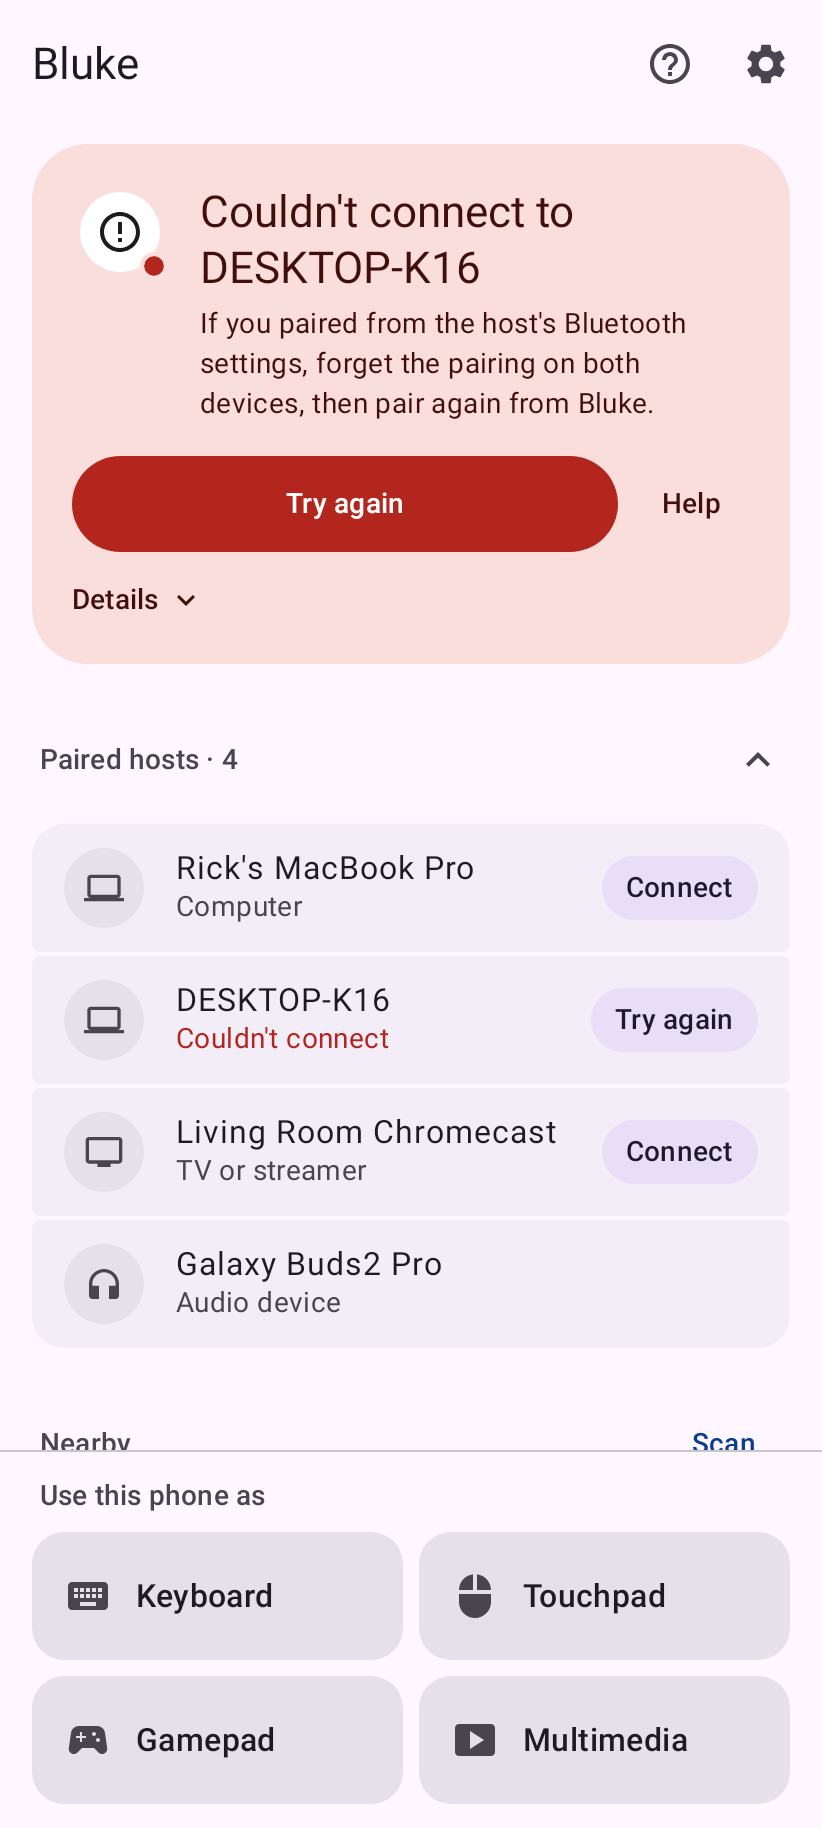 Bluke
Couldn't connect to
DESKTOP-K16
If you paired from the host's Bluetooth
settings, forget the pairing on both
devices, then pair again from Bluke.
Try again
Help
Details
Paired hosts · 4
Rick's MacBook Pro
Computer
Connect
DESKTOP-K16
Couldn't connect
Try again
Living Room Chromecast
TV or streamer
Connect
Galaxy Buds2 Pro
Audio device
Nearby
Scan
Use this phone as
Keyboard
Touchpad
Gamepad
Multimedia